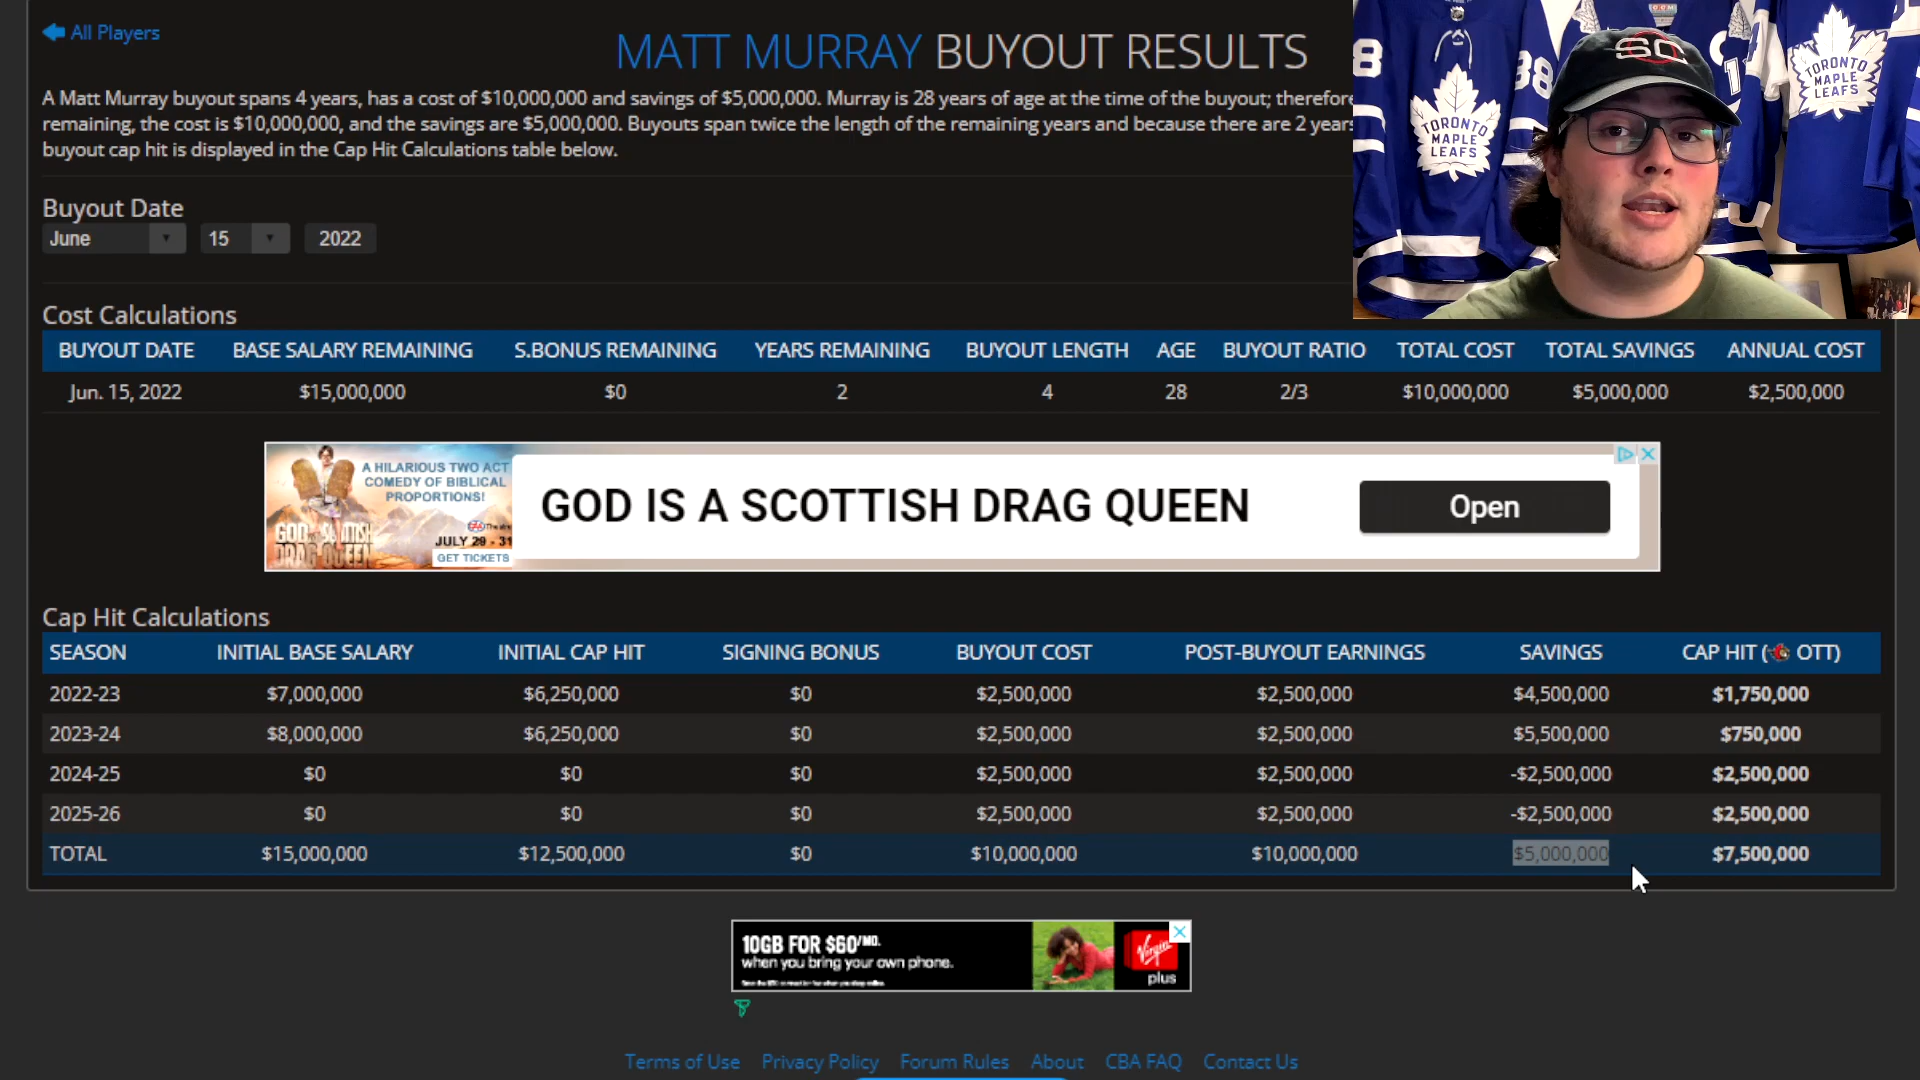 All Players
MATT MURRAY BUYOUT RESULTS
A Matt Murray buyout spans 4 years, has a cost of $10,000,000 and savings of $5,000,000. Murray is 28 years of age at the time of the buyout; therefore
remaining, the cost is $10,000,000, and the savings are $5,000,000. Buyouts span twice the length of the remaining years and because there are 2 years
buyout cap hit is displayed in the Cap Hit Calculations table below.
Buyout Date
June 15 2022
Cost Calculations
BUYOUT DATE BASE SALARY REMAINING S.BONUS REMAINING YEARS REMAINING BUYOUT LENGTH AGE BUYOUT RATIO TOTAL COST TOTAL SAVINGS ANNUAL COST
Jun. 15, 2022 $15,000,000 $0 2 4 28 2/3 $10,000,000 $5,000,000 $2,500,000
A HILARIOUS TWO ACT
COMEDY OF BIBLICAL
PROPORTIONS!
JULY 29 - 31
GET TICKETS
GOD IS A SCOTTISH DRAG QUEEN
Open
Cap Hit Calculations
SEASON INITIAL BASE SALARY INITIAL CAP HIT SIGNING BONUS BUYOUT COST POST-BUYOUT EARNINGS SAVINGS CAP HIT ( OTT)
2022-23 $7,000,000 $6,250,000 $0 $2,500,000 $2,500,000 $4,500,000 $1,750,000
2023-24 $8,000,000 $6,250,000 $0 $2,500,000 $2,500,000 $5,500,000 $750,000
2024-25 $0 $0 $0 $2,500,000 $2,500,000 -$2,500,000 $2,500,000
2025-26 $0 $0 $0 $2,500,000 $2,500,000 -$2,500,000 $2,500,000
TOTAL $15,000,000 $12,500,000 $0 $10,000,000 $10,000,000 $5,000,000 $7,500,000
10GB FOR $60/MO.
when you bring your own phone.
Virgin
plus
Terms of Use Privacy Policy Forum Rules About CBA FAQ Contact Us
TORONTO
MAPLE
LEAFS
SC
TORONTO
MAPLE
LEAFS